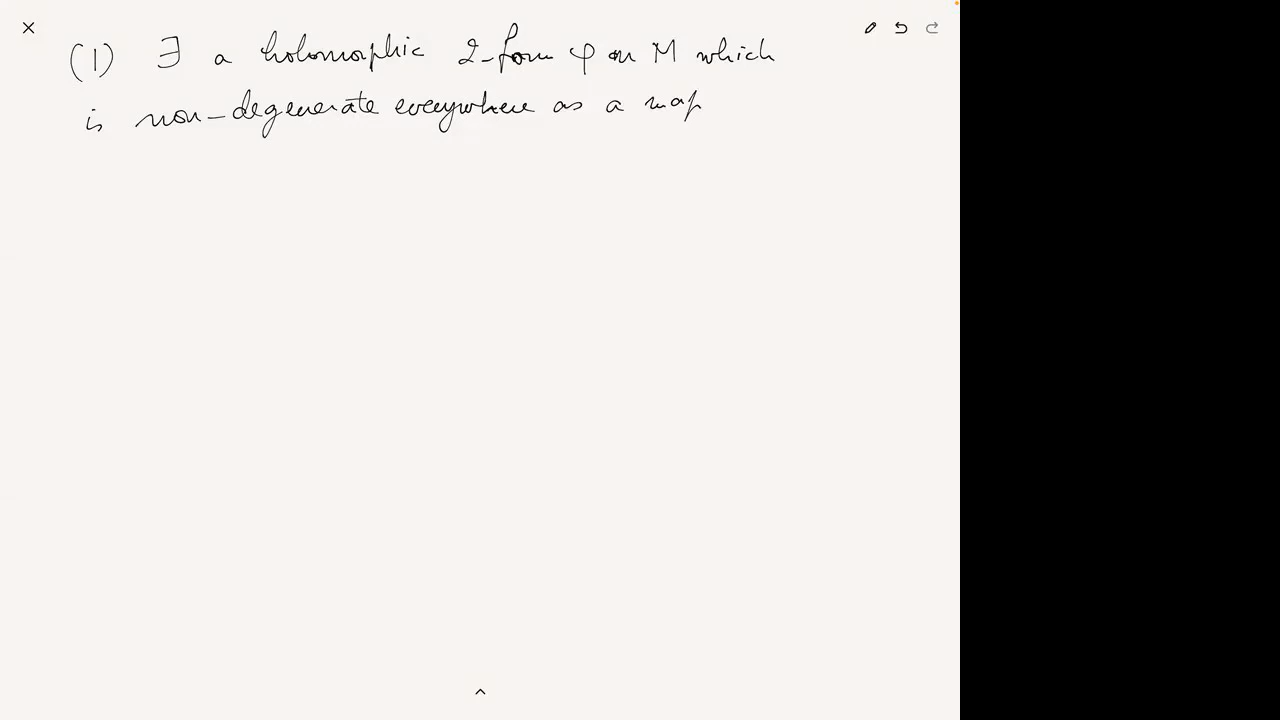 (1) ∃ a holomorphic 2-form φ on M which
is non-degenerate everywhere as a map